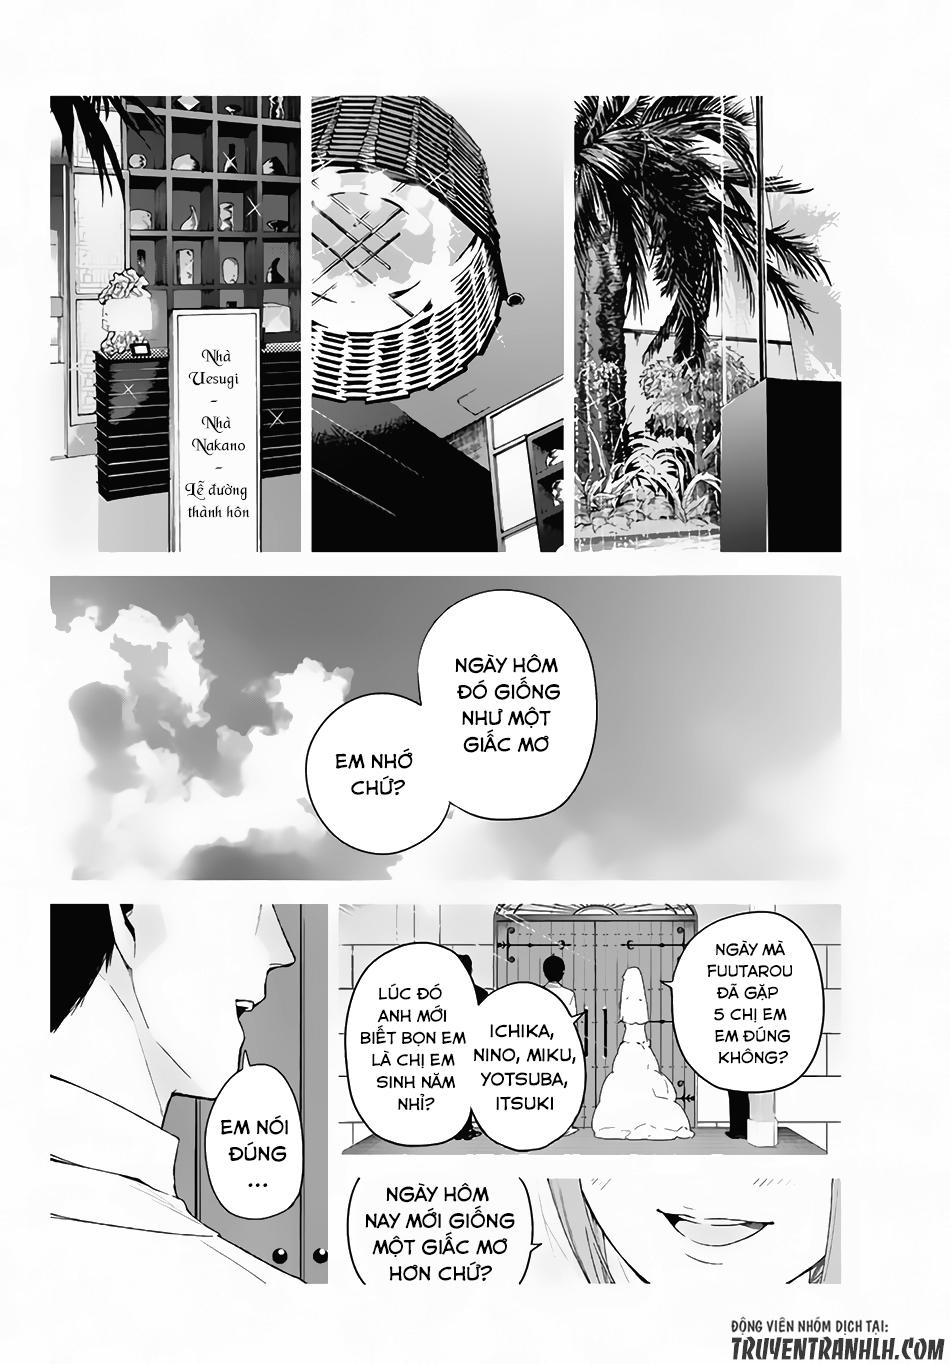 Nhà
Uesugi
-
Nhà
Nakano
-
Lễ đường
thành hôn
NGÀY HÔM
ĐÓ GIỐNG
NHƯ MỘT
GIẤC MƠ
EM NHỚ
CHỨ?
NGÀY MÀ
FUUTAROU
ĐÃ GẶP
5 CHỊ EM
EM ĐÚNG
KHÔNG?
ICHIKA,
NINO, MIKU,
YOTSUBA,
ITSUKI
LÚC ĐÓ
ANH MỚI
BIẾT BỌN EM
LÀ CHỊ EM
SINH NĂM
NHỈ?
EM NÓI
ĐÚNG
...
NGÀY HÔM
NAY MỚI GIỐNG
MỘT GIẤC MƠ
HƠN CHỨ?
ĐỘNG VIÊN NHÓM DỊCH TẠI:
TRUYENTRANHLH.COM